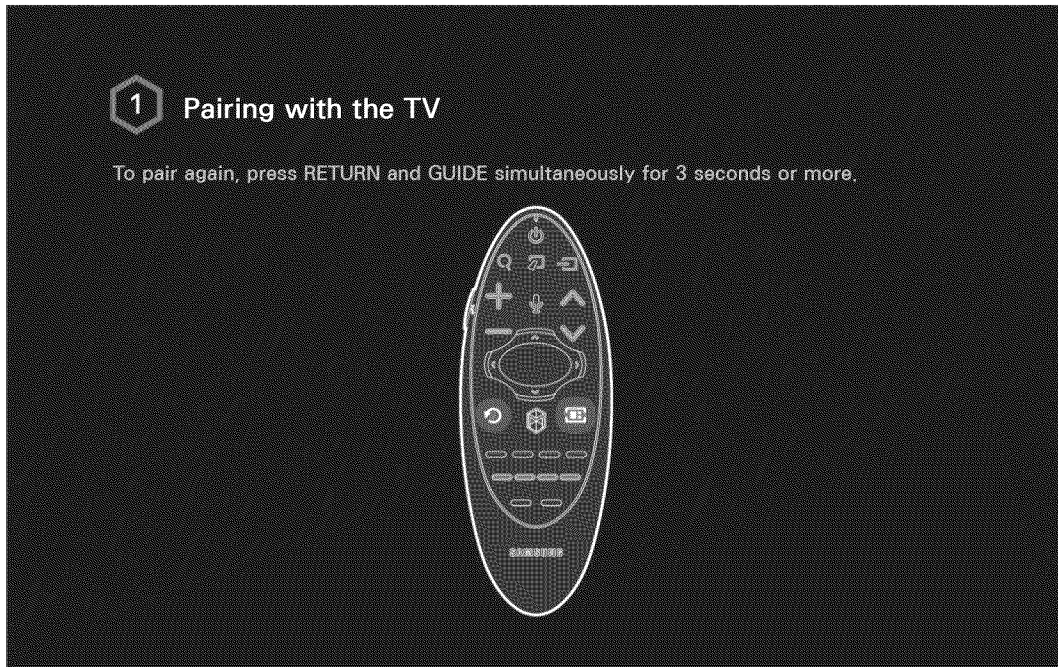 1
Pairing with the TV
To pair again, press RETURN and GUIDE simultaneously for 3 seconds or more.
SAMSUNG